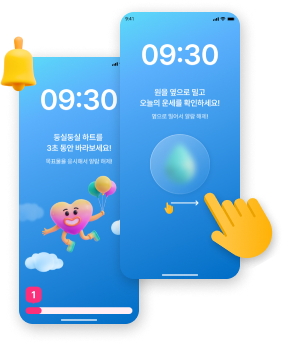 09:30
둥실둥실 하트를
3초 동안 바라보세요!
목표물을 응시해서 알람 해제!
1
9:41
09:30
원을 옆으로 밀고
오늘의 운세를 확인하세요!
옆으로 밀어서 알람 해제!